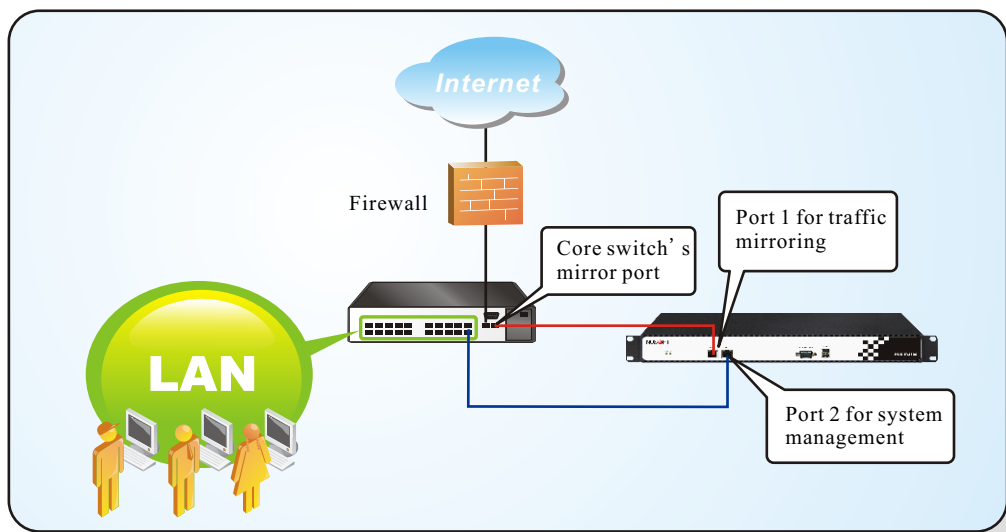 Internet
Firewall
Port 1 for traffic
mirroring
Core switch’s
mirror port
LAN
Port 2 for system
management